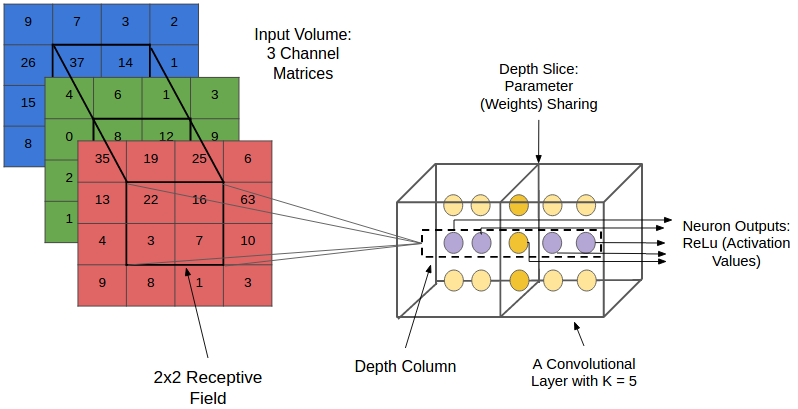 9 7 3 2
26 37 14 1
15
8
4 6 1 3
0 8 12 9
2
1
35 19 25 6
13 22 16 63
4 3 7 10
9 8 1 3
Input Volume:
3 Channel
Matrices
2x2 Receptive
Field
Depth Slice:
Parameter
(Weights) Sharing
Neuron Outputs:
ReLu (Activation
Values)
Depth Column
A Convolutional
Layer with K = 5